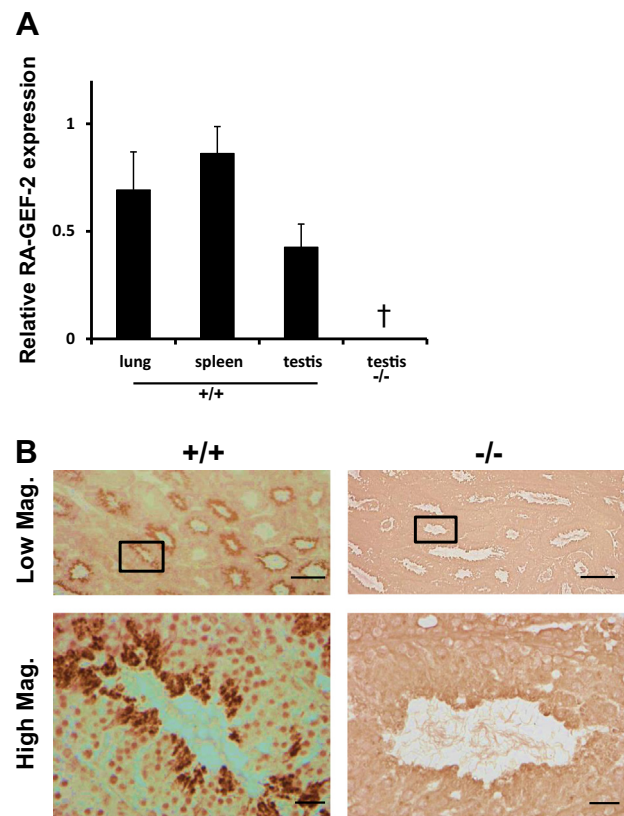 A
Relative RA-GEF-2 expression
1
0.5
0
†
lung spleen testis testis
+/+ -/-
B
+/+ -/-
Low Mag.
High Mag.